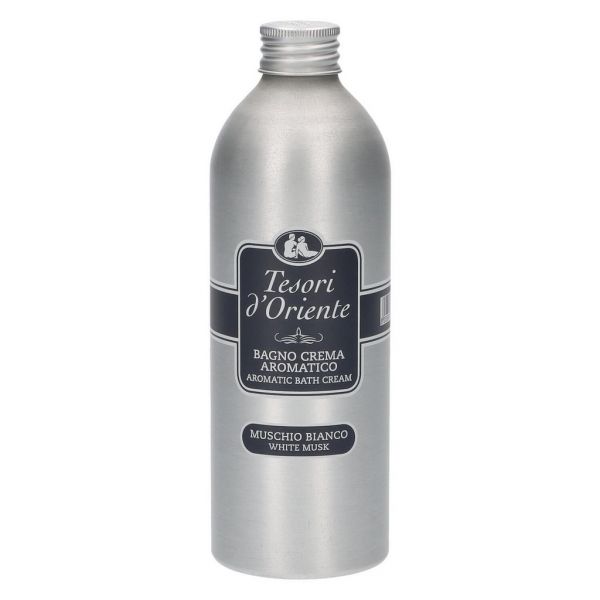 Tesori
d'Oriente
BAGNO CREMA
AROMATICO
AROMATIC BATH CREAM
MUSCHIO BIANCO
WHITE MUSK